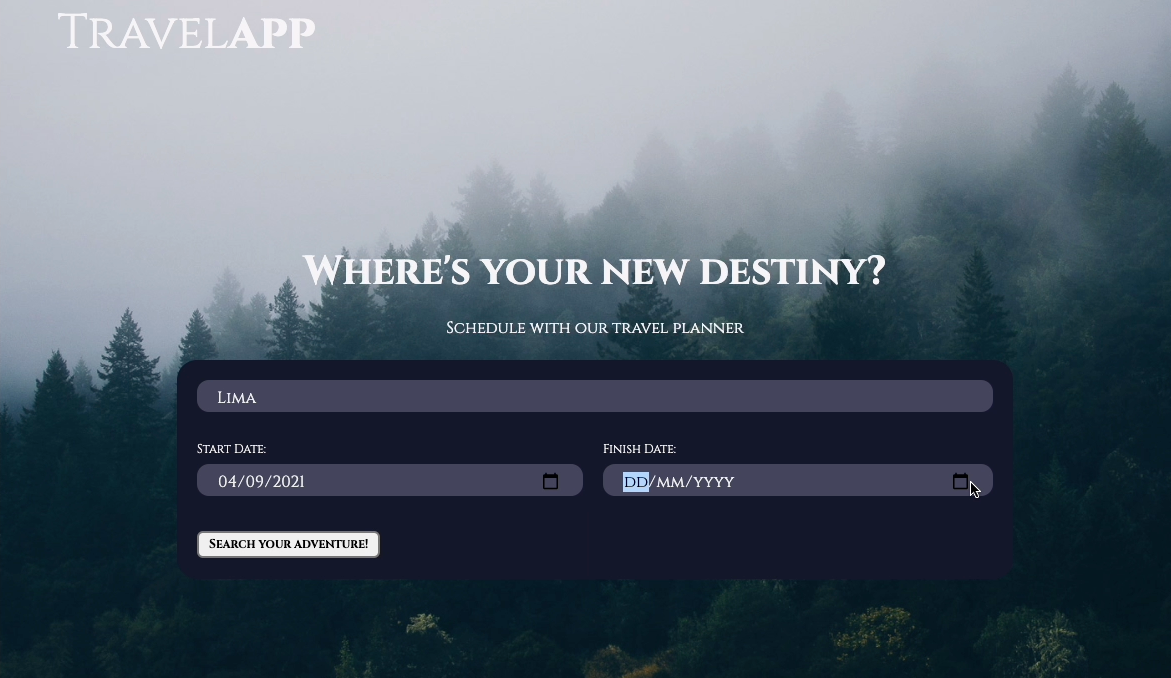 Travelapp
Where's your new destiny?
Schedule with our travel planner
Lima
Start Date:
Finish Date:
04/09/2021
dd/mm/yyyy
Search your adventure!